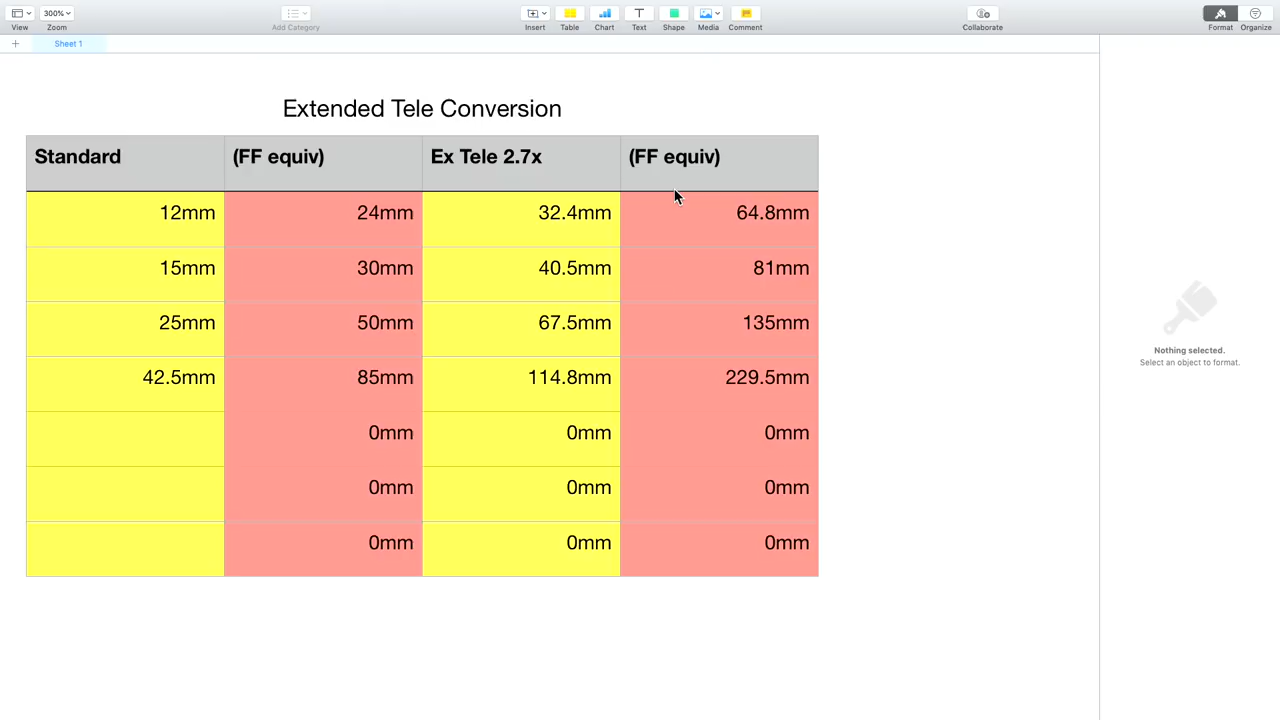 300%
View
Zoom
Add Category
Insert
Table
Chart
Text
Shape
Media
Comment
Collaborate
Format
Organize
Sheet 1
Extended Tele Conversion
Standard (FF equiv) Ex Tele 2.7x (FF equiv)
12mm 24mm 32.4mm 64.8mm
15mm 30mm 40.5mm 81mm
25mm 50mm 67.5mm 135mm
42.5mm 85mm 114.8mm 229.5mm
0mm 0mm 0mm
0mm 0mm 0mm
0mm 0mm 0mm
Nothing selected.
Select an object to format.